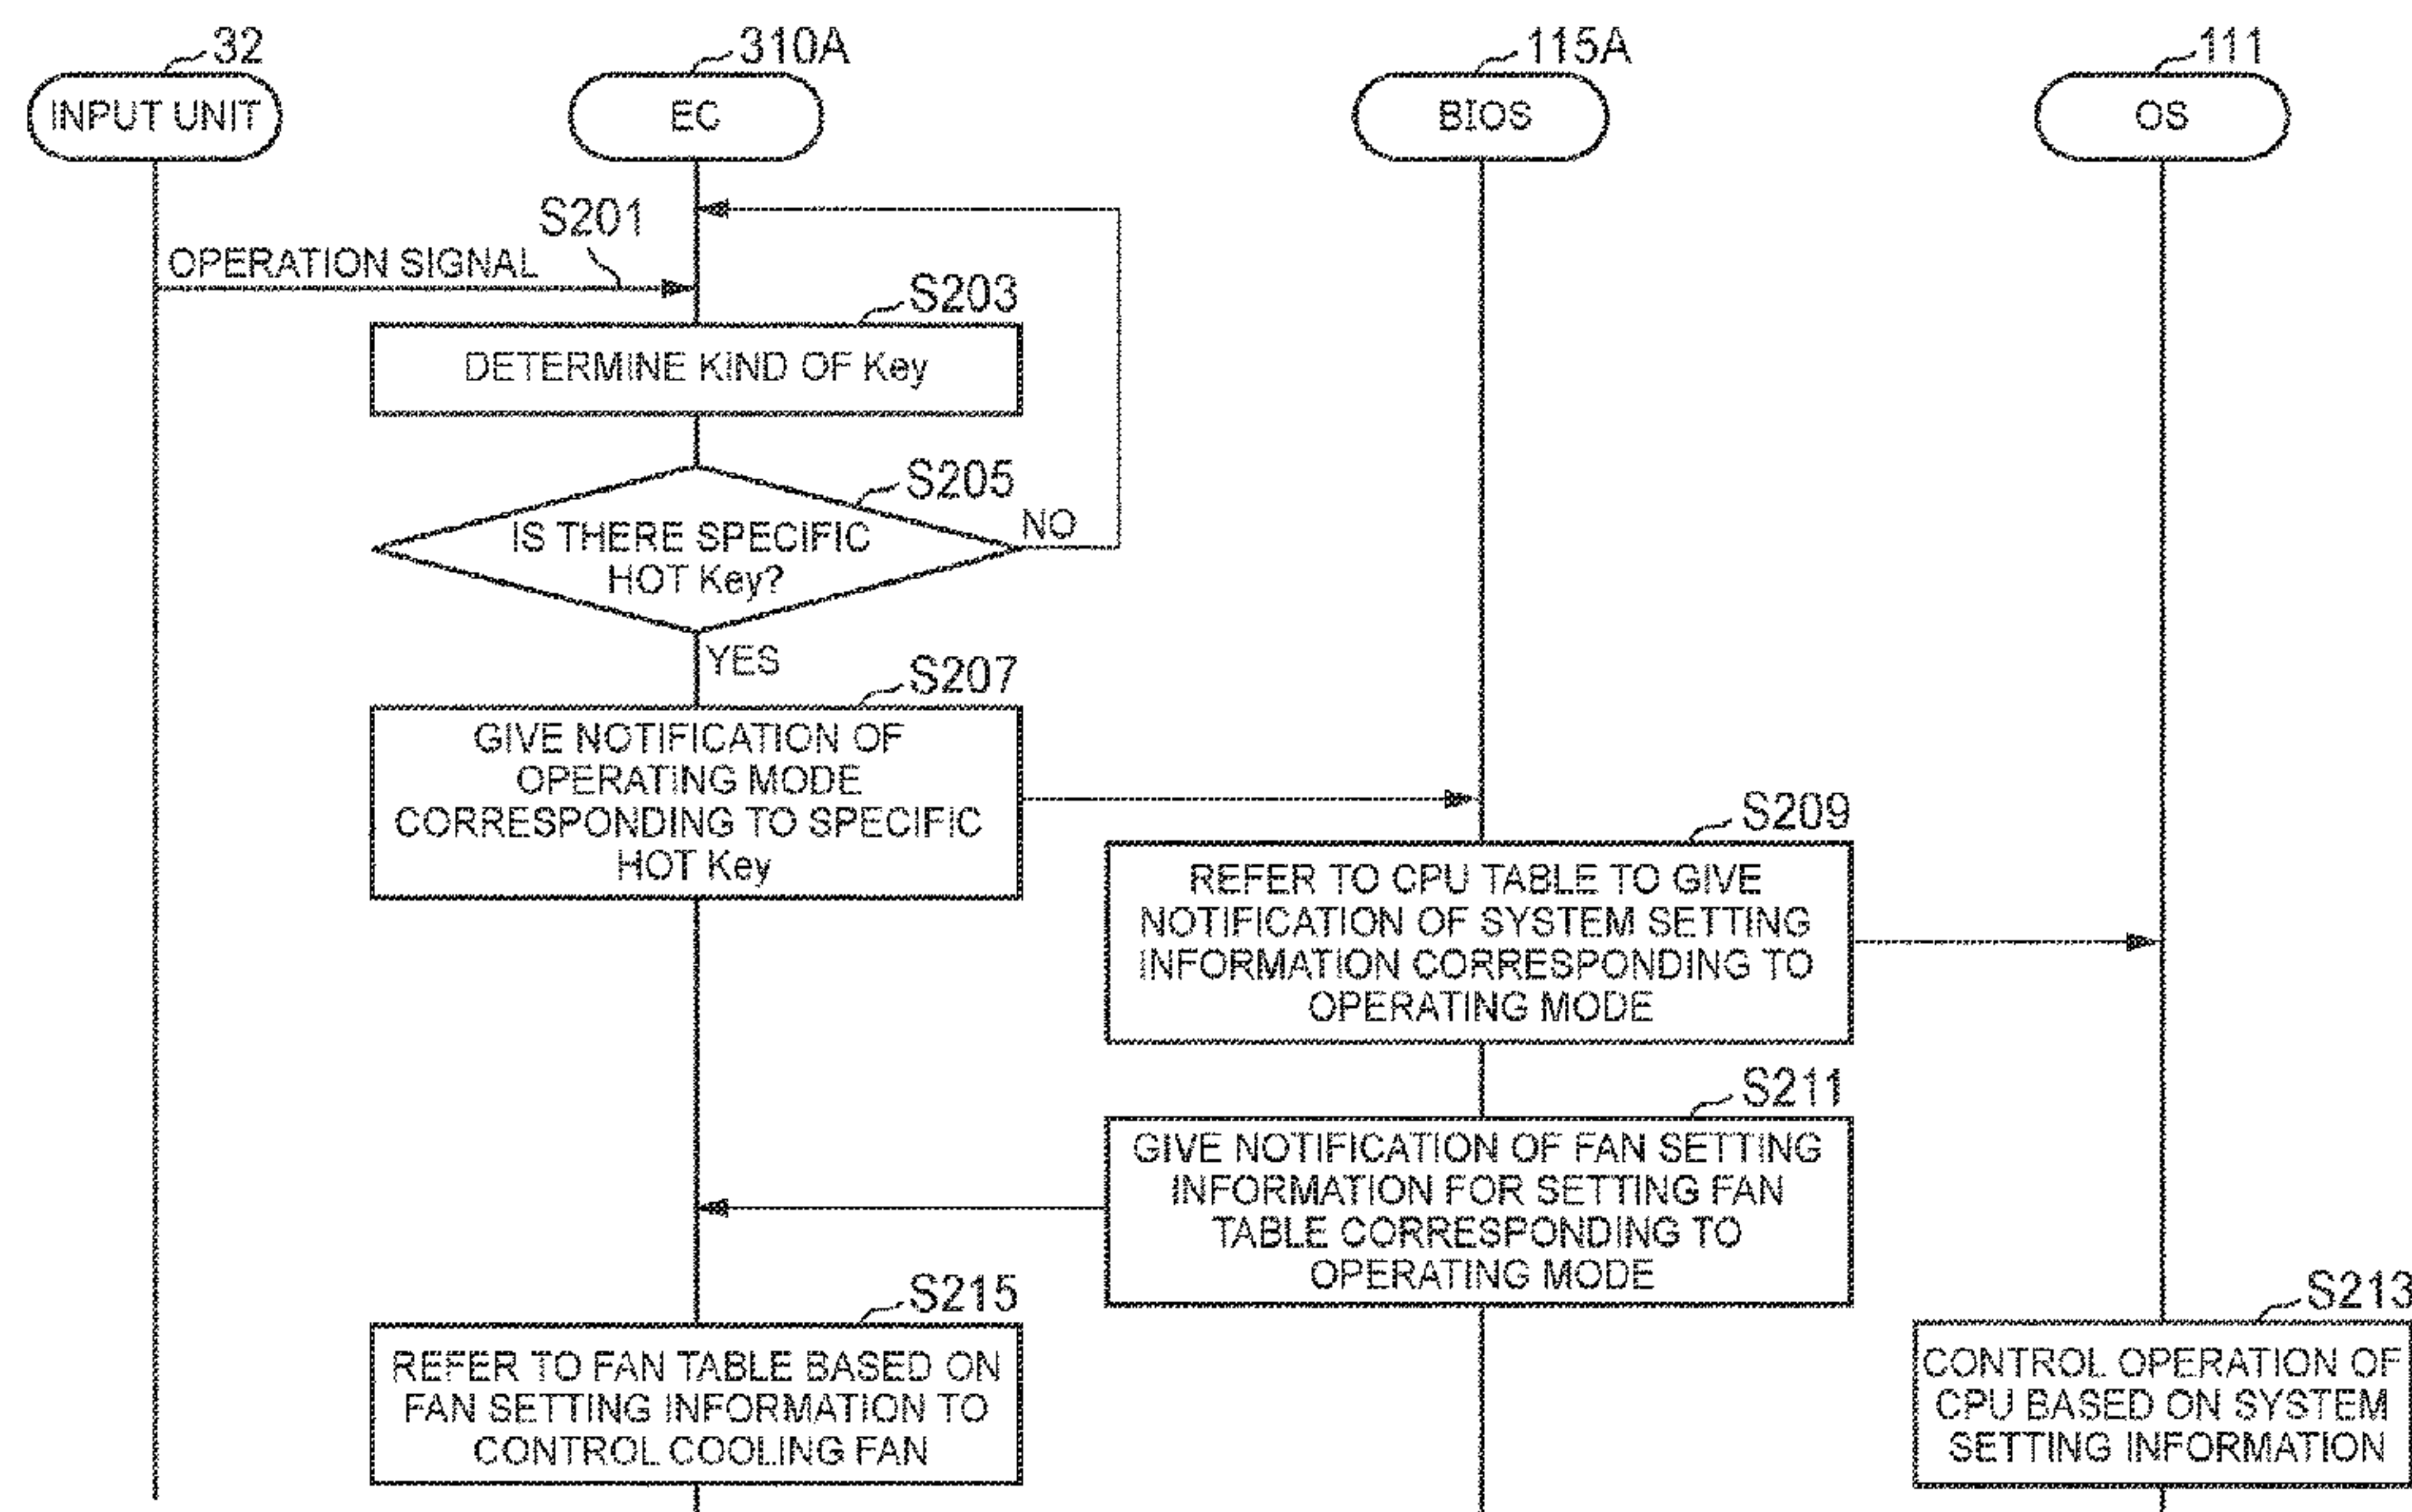 32
310A
115A
111
INPUT UNIT
EC
BIOS
OS
S201
OPERATION SIGNAL
S203
DETERMINE KIND OF Key
S205
IS THERE SPECIFIC
HOT Key?
NO
YES
S207
GIVE NOTIFICATION OF
OPERATING MODE
CORRESPONDING TO SPECIFIC
HOT Key
S209
REFER TO CPU TABLE TO GIVE
NOTIFICATION OF SYSTEM SETTING
INFORMATION CORRESPONDING TO
OPERATING MODE
S211
GIVE NOTIFICATION OF FAN SETTING
INFORMATION FOR SETTING FAN
TABLE CORRESPONDING TO
OPERATING MODE
S215
REFER TO FAN TABLE BASED ON
FAN SETTING INFORMATION TO
CONTROL COOLING FAN
S213
CONTROL OPERATION OF
CPU BASED ON SYSTEM
SETTING INFORMATION